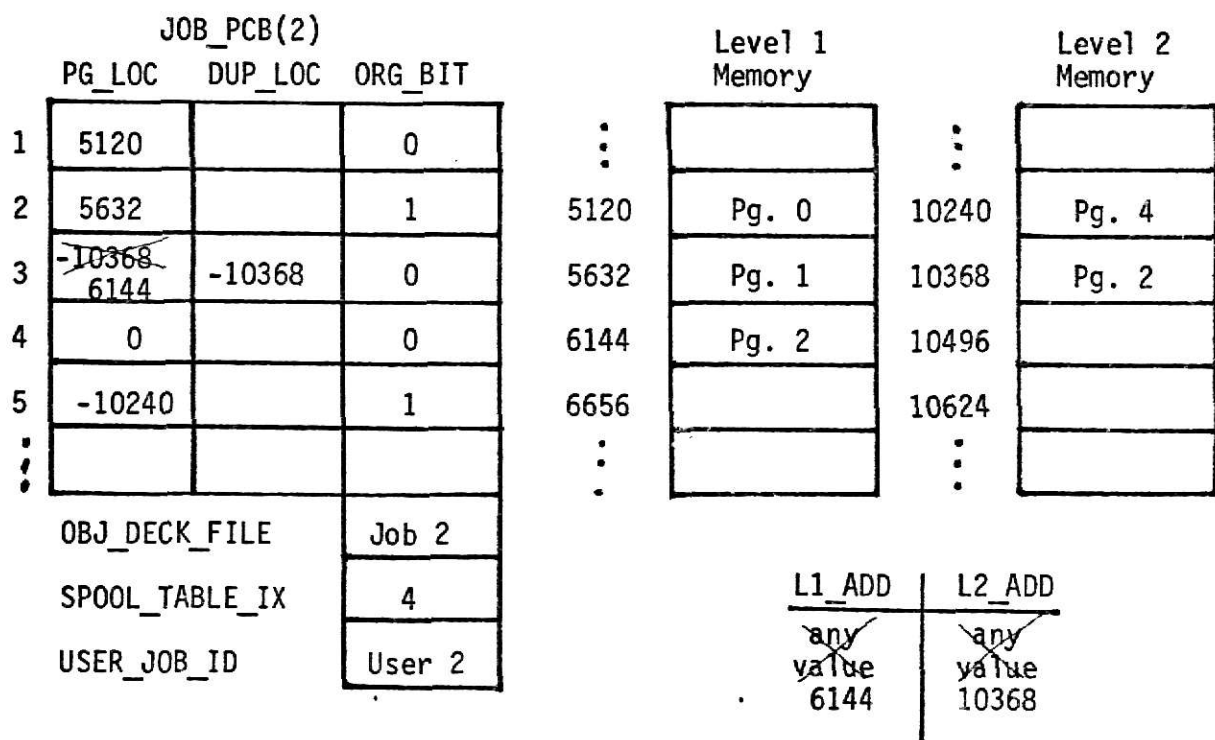 JOB_PCB(2)
PG_LOC DUP_LOC ORG_BIT
1 5120 0
2 5632 1
3 -10368 6144 -10368 0
4 0 0
5 -10240 1
OBJ_DECK_FILE Job 2
SPOOL_TABLE_IX 4
USER_JOB_ID User 2
Level 1
Memory
5120 Pg. 0
5632 Pg. 1
6144 Pg. 2
6656
Level 2
Memory
10240 Pg. 4
10368 Pg. 2
10496
10624
L1_ADD L2_ADD
any any
value value
6144 10368